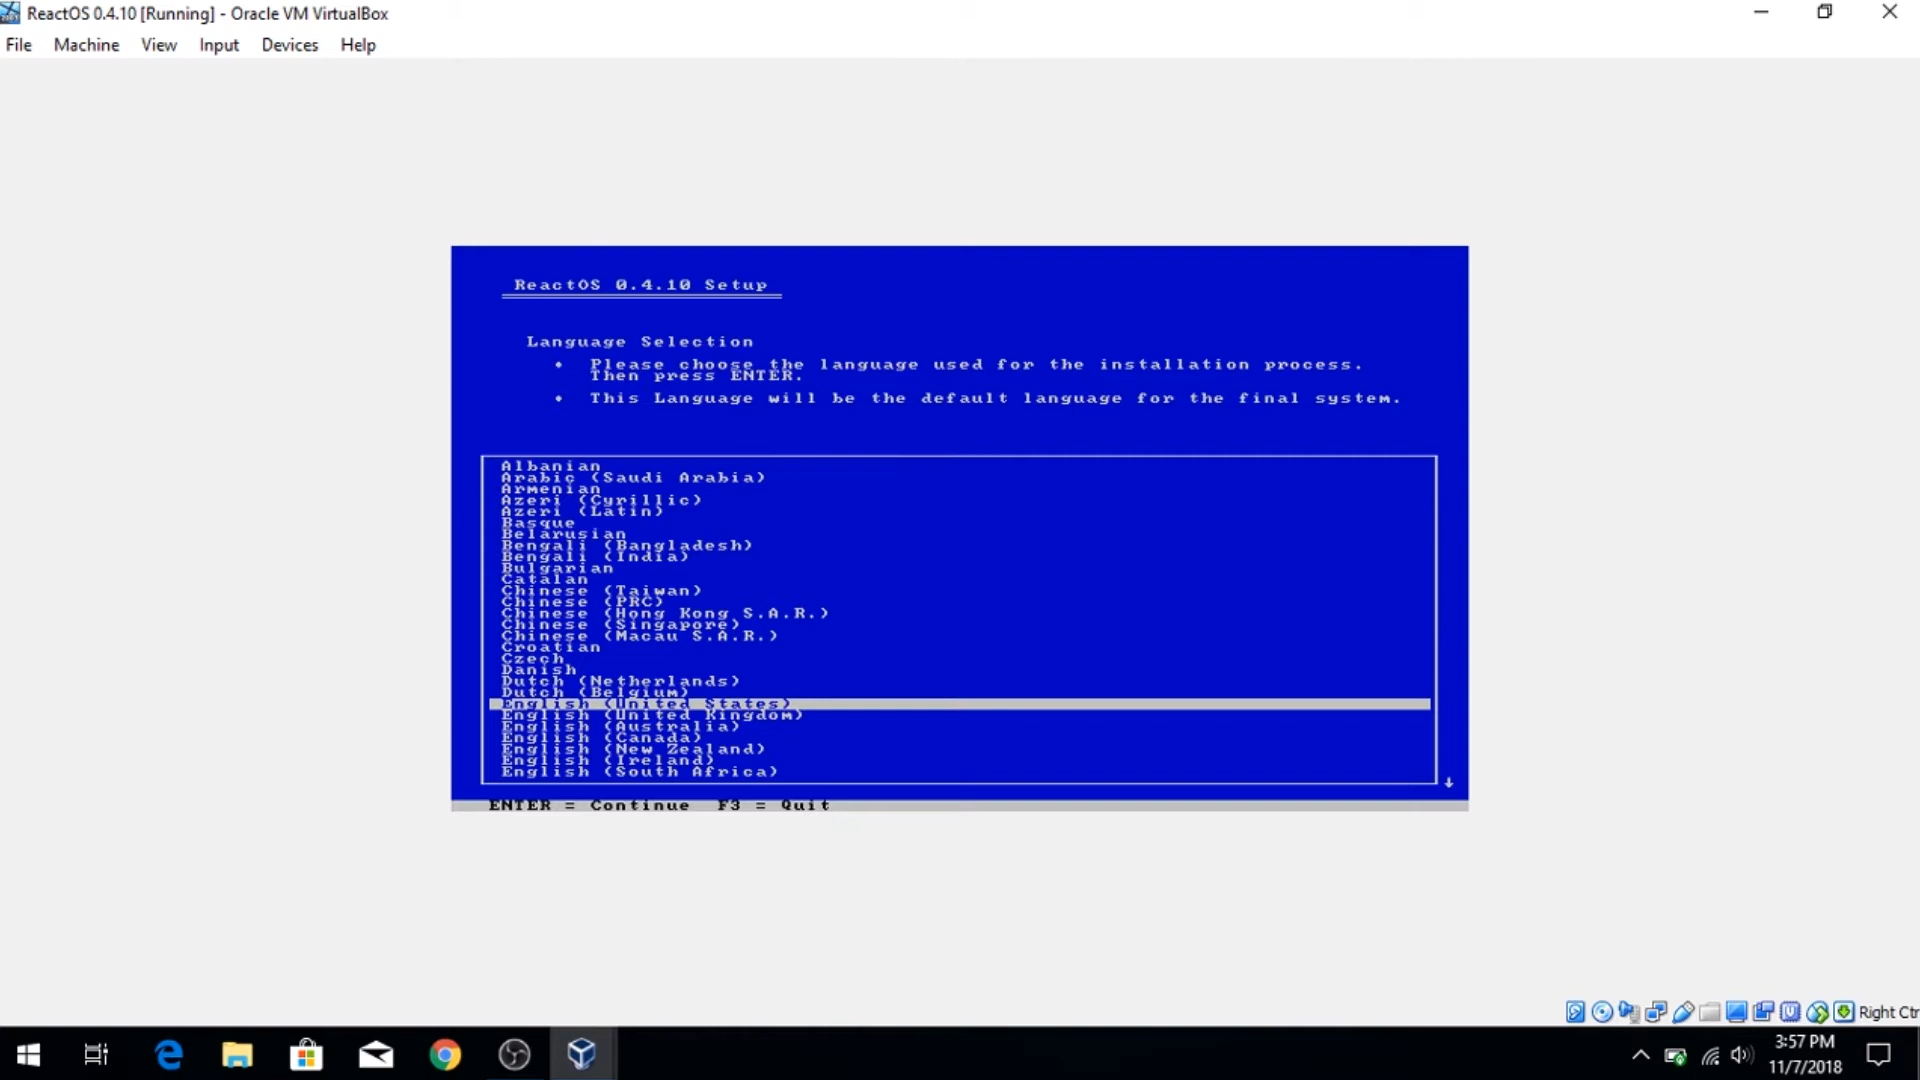 ReactOS 0.4.10 [Running] - Oracle VM VirtualBox
File Machine View Input Devices Help
ReactOS 0.4.10 Setup
Language Selection
• Please choose the language used for the installation process.
Then press ENTER.
• This Language will be the default language for the final system.
Albanian
Arabic (Saudi Arabia)
Armenian
Azeri (Cyrillic)
Azeri (Latin)
Basque
Belarusian
Bengali (Bangladesh)
Bengali (India)
Bulgarian
Catalan
Chinese (Taiwan)
Chinese (PRC)
Chinese (Hong Kong S.A.R.)
Chinese (Singapore)
Chinese (Macau S.A.R.)
Croatian
Czech
Danish
Dutch (Netherlands)
Dutch (Belgium)
English (United States)
English (United Kingdom)
English (Australia)
English (Canada)
English (New Zealand)
English (Ireland)
English (South Africa)
ENTER = Continue F3 = Quit
Right Ctr
3:57 PM
11/7/2018